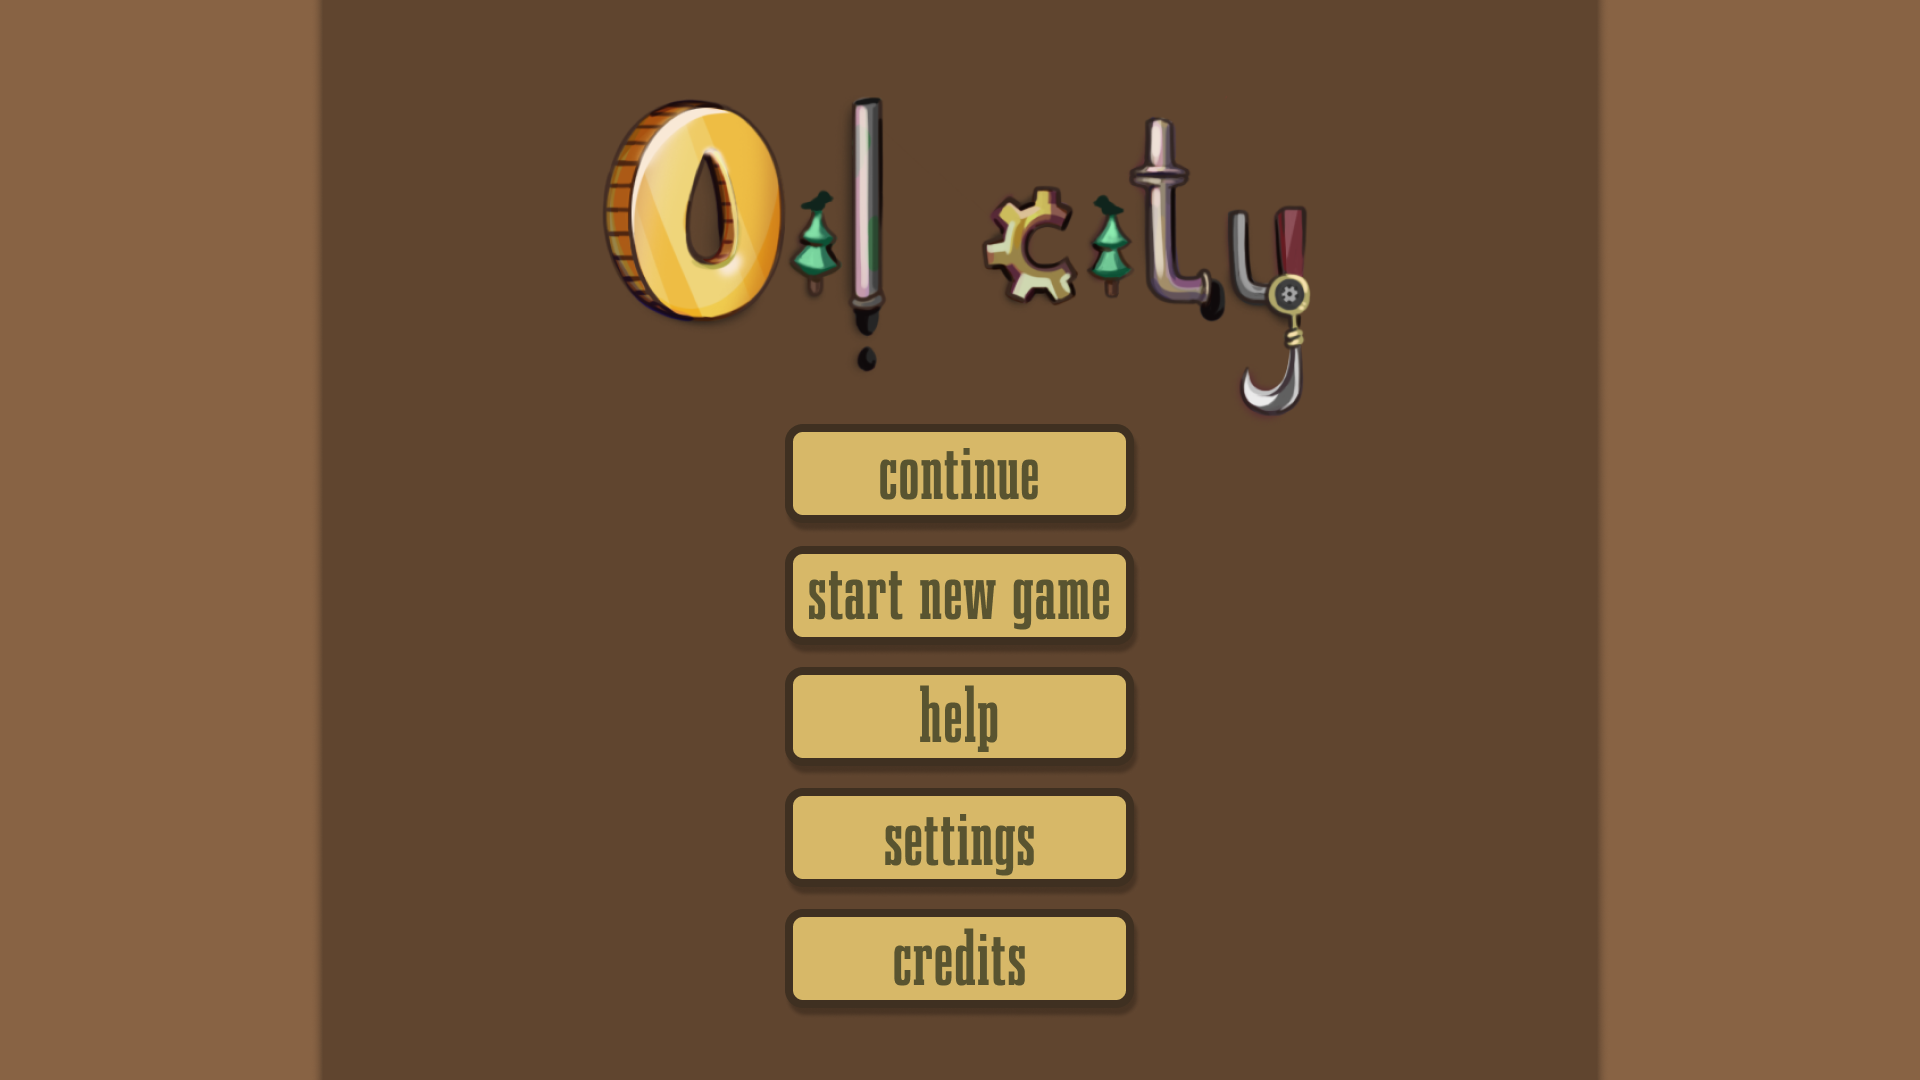 Oil city
continue
start new game
help
settings
credits